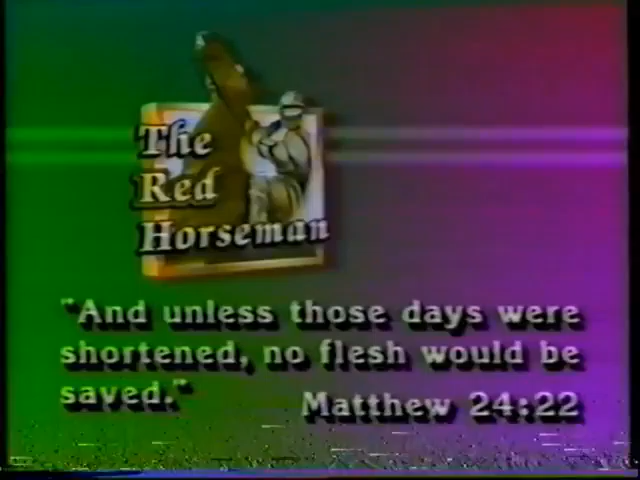 The
Red
Horseman
"And unless those days were
shortened, no flesh would be
saved."
Matthew 24:22